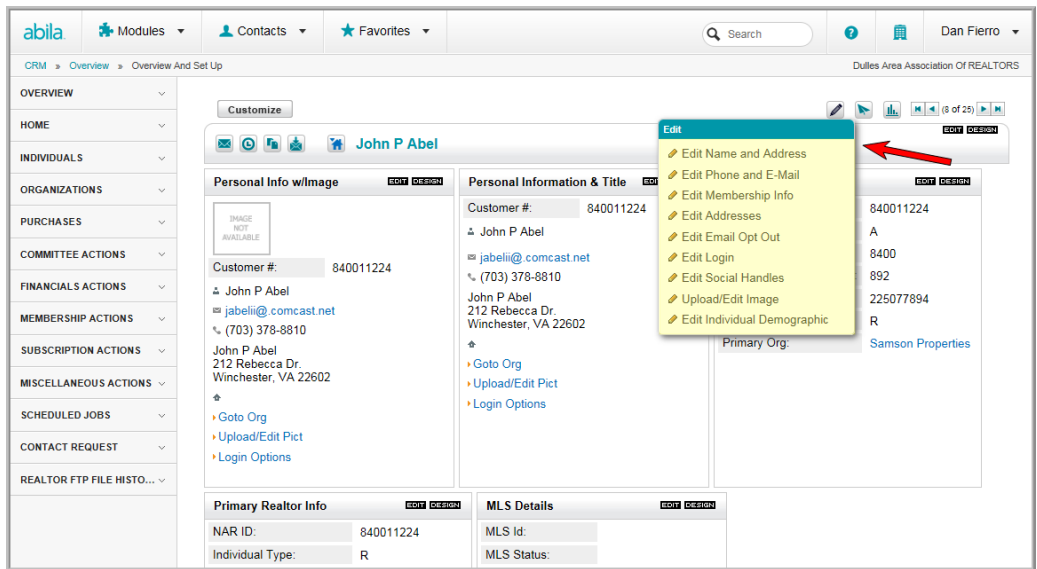 abila
Modules
Contacts
Favorites
Search
?
Dan Fierro
CRM » Overview » Overview And Set Up
Dulles Area Association Of REALTORS
OVERVIEW
HOME
INDIVIDUALS
ORGANIZATIONS
PURCHASES
COMMITTEE ACTIONS
FINANCIALS ACTIONS
MEMBERSHIP ACTIONS
SUBSCRIPTION ACTIONS
MISCELLANEOUS ACTIONS
SCHEDULED JOBS
CONTACT REQUEST
REALTOR FTP FILE HISTO...
Customize
(8 of 25)
John P Abel
EDIT DESIGN
Edit
Edit Name and Address
Edit Phone and E-Mail
Edit Membership Info
Edit Addresses
Edit Email Opt Out
Edit Login
Edit Social Handles
Upload/Edit Image
Edit Individual Demographic
Personal Info w/Image EDIT DESIGN
IMAGE
NOT
AVAILABLE
Customer #: 840011224
John P Abel
jabelii@.comcast.net
(703) 378-8810
John P Abel
212 Rebecca Dr.
Winchester, VA 22602
Goto Org
Upload/Edit Pict
Login Options
Personal Information & Title
Customer #: 840011224
John P Abel
jabelii@.comcast.net
(703) 378-8810
John P Abel
212 Rebecca Dr.
Winchester, VA 22602
Goto Org
Upload/Edit Pict
Login Options
EDIT DESIGN
840011224
A
8400
892
225077894
R
Primary Org: Samson Properties
Primary Realtor Info EDIT DESIGN
NAR ID: 840011224
Individual Type: R
MLS Details EDIT DESIGN
MLS Id:
MLS Status: